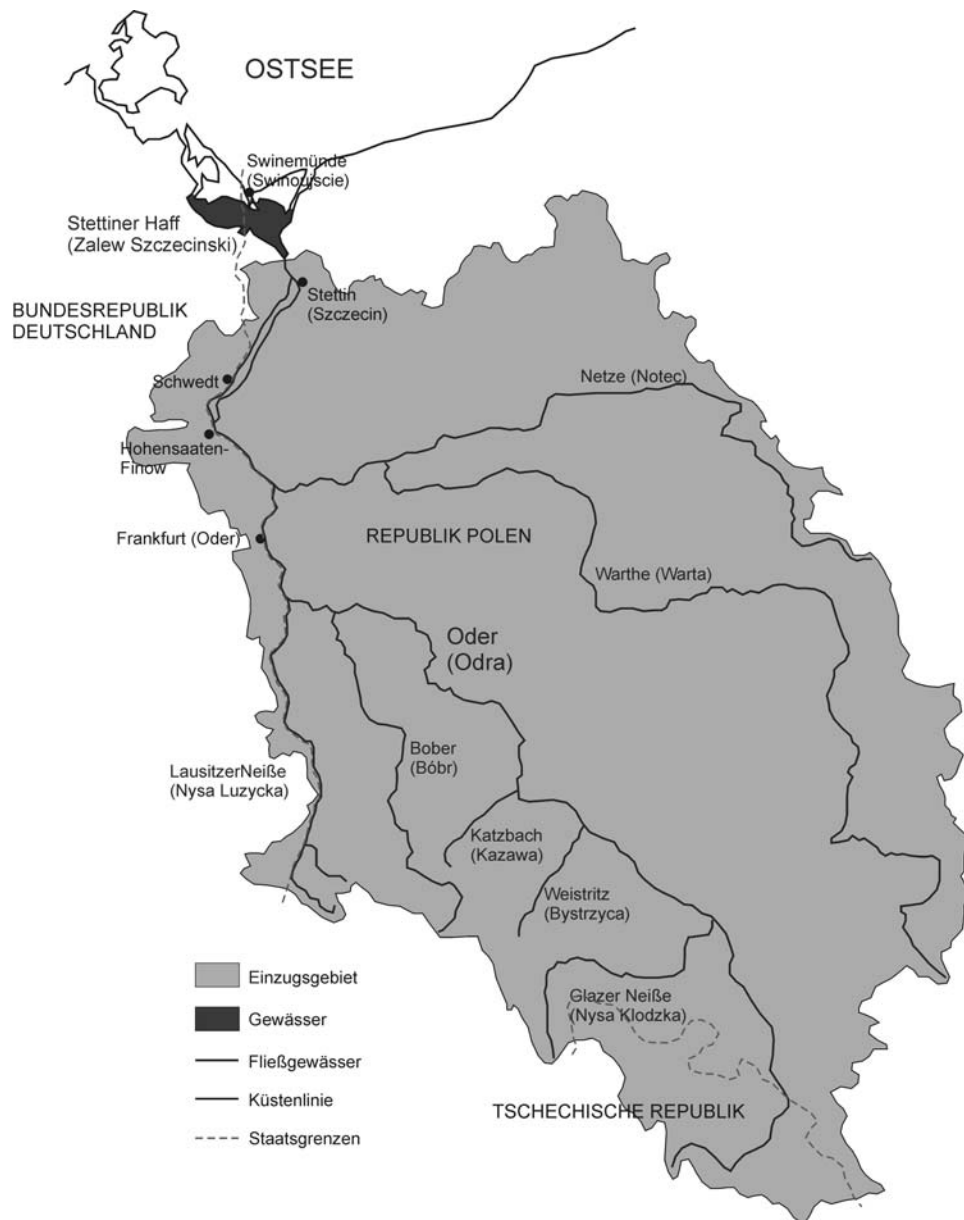 OSTSEE
Swinemünde
(Swinoujscie)
Stettiner Haff
(Zalew Szczecinski)
Stettin
(Szczecin)
BUNDESREPUBLIK
DEUTSCHLAND
Schwedt
Netze (Notec)
Hohensaaten-
Finow
Frankfurt (Oder)
REPUBLIK POLEN
Warthe (Warta)
Oder
(Odra)
Bober
(Bóbr)
LausitzerNeiße
(Nysa Luzycka)
Katzbach
(Kazawa)
Weistritz
(Bystrzyca)
Glazer Neiße
(Nysa Klodzka)
TSCHECHISCHE REPUBLIK
Einzugsgebiet
Gewässer
Fließgewässer
Küstenlinie
Staatsgrenzen